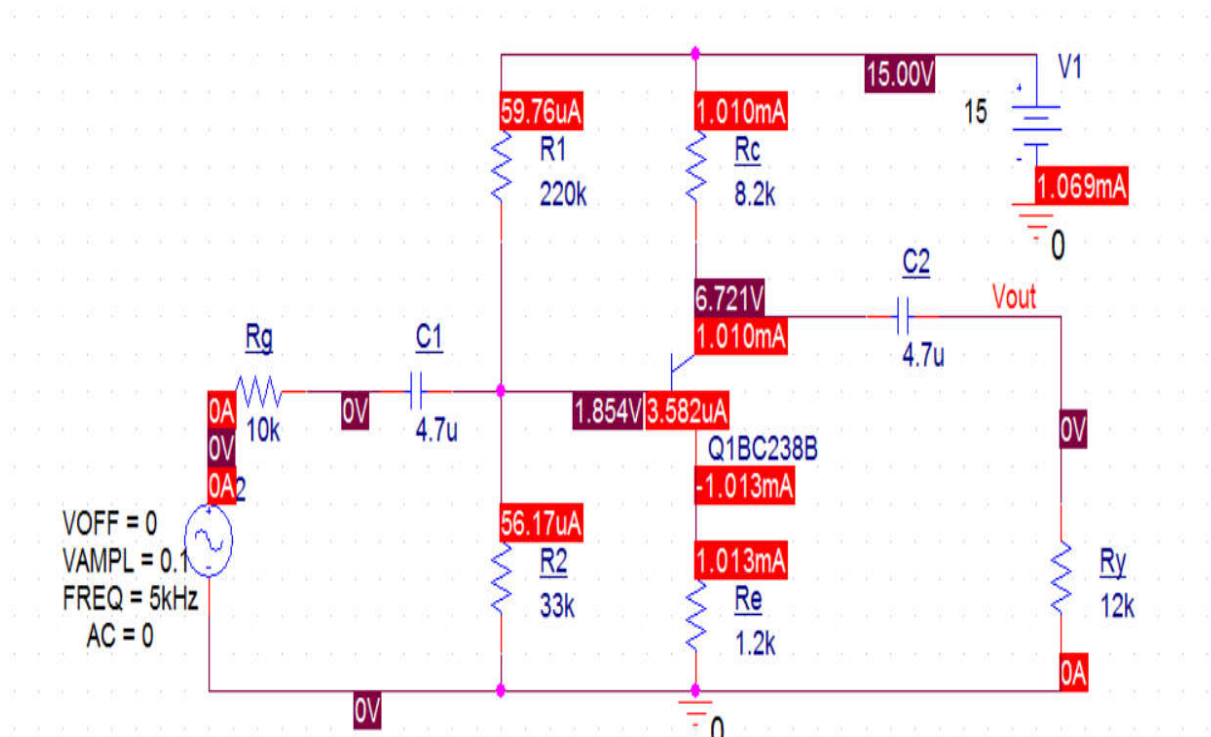 15.00V
V1
+
15
-
1.069mA
0
59.76uA
R1
220k
1.010mA
Rc
8.2k
6.721V
1.010mA
C2
4.7u
Vout
Rg
10k
0A
0V
0A
2
0V
C1
4.7u
1.854V
3.582uA
Q1BC238B
-1.013mA
VOFF = 0
VAMPL = 0.1
FREQ = 5kHz
AC = 0
+
-
56.17uA
R2
33k
1.013mA
Re
1.2k
0V
Ry
12k
0A
0V
0